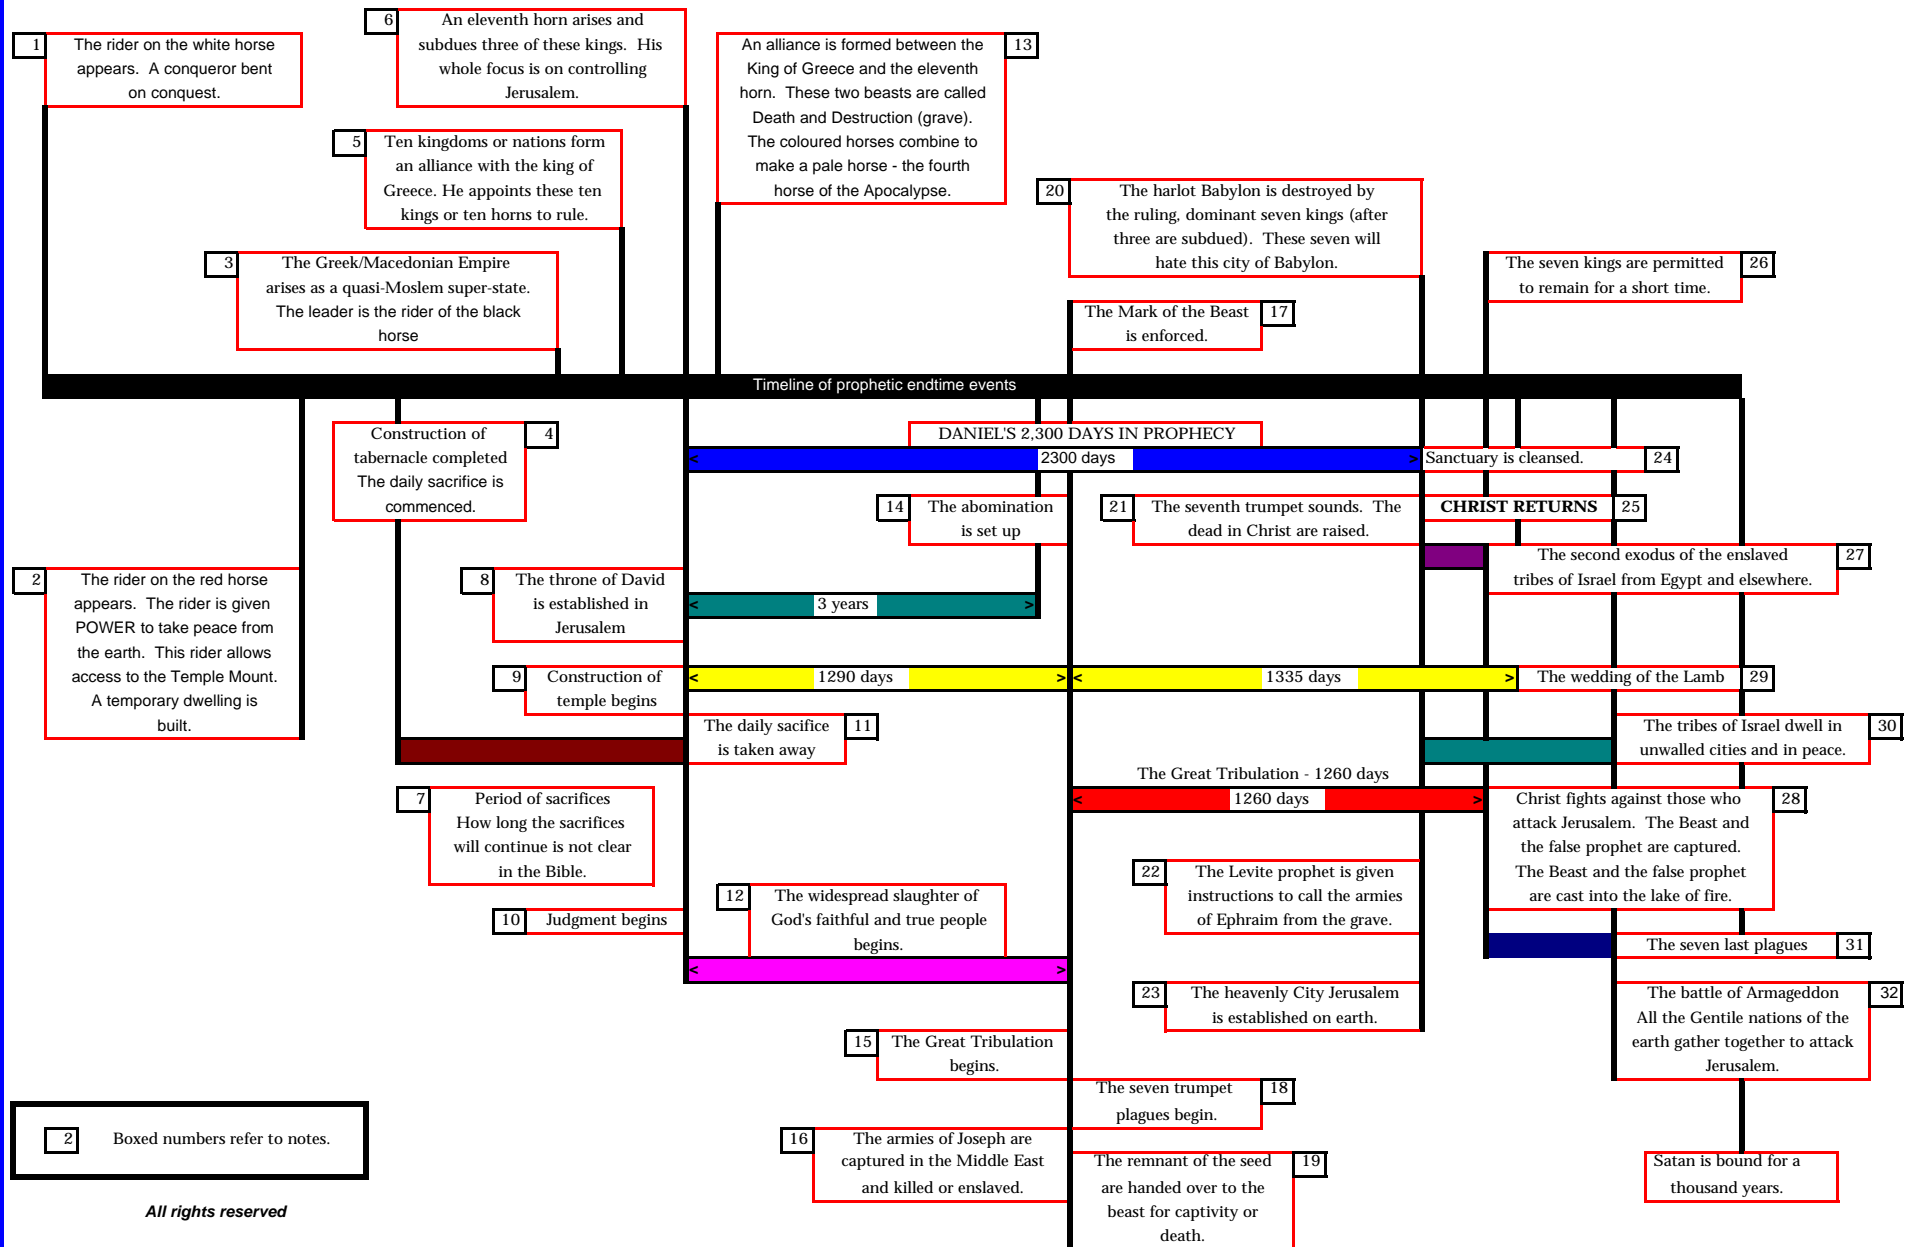 1
The rider on the white horse
appears.  A conqueror bent
on conquest.
6
An eleventh horn arises and
subdues three of these kings.  His
whole focus is on controlling
Jerusalem.
An alliance is formed between the
King of Greece and the eleventh
horn.  These two beasts are called
Death and Destruction (grave).
The coloured horses combine to
make a pale horse - the fourth
horse of the Apocalypse.
13
5
Ten kingdoms or nations form
an alliance with the king of
Greece. He appoints these ten
kings or ten horns to rule.
20
The harlot Babylon is destroyed by
the ruling, dominant seven kings (after
three are subdued).  These seven will
hate this city of Babylon.
3
The Greek/Macedonian Empire
arises as a quasi-Moslem super-state.
The leader is the rider of the black
horse
The seven kings are permitted
to remain for a short time.
26
The Mark of the Beast
is enforced.
17
Timeline of prophetic endtime events
Construction of
tabernacle completed
The daily sacrifice is
commenced.
4
DANIEL'S 2,300 DAYS IN PROPHECY
< 2300 days >
Sanctuary is cleansed.
24
14
The abomination
is set up
21
The seventh trumpet sounds.  The
dead in Christ are raised.
CHRIST RETURNS
25
The second exodus of the enslaved
tribes of Israel from Egypt and elsewhere.
27
2
The rider on the red horse
appears.  The rider is given
POWER to take peace from
the earth.  This rider allows
access to the Temple Mount.
A temporary dwelling is
built.
8
The throne of David
is established in
Jerusalem
< 3 years >
9
Construction of
temple begins
< 1290 days >
< 1335 days >
The wedding of the Lamb
29
The daily sacifice
is taken away
11
The tribes of Israel dwell in
unwalled cities and in peace.
30
The Great Tribulation - 1260 days
< 1260 days >
7
Period of sacrifices
How long the sacrifices
will continue is not clear
in the Bible.
Christ fights against those who
attack Jerusalem.  The Beast and
the false prophet are captured.
The Beast and the false prophet
are cast into the lake of fire.
28
22
The Levite prophet is given
instructions to call the armies
of Ephraim from the grave.
12
The widespread slaughter of
God's faithful and true people
begins.
< >
10
Judgment begins
The seven last plagues
31
23
The heavenly City Jerusalem
is established on earth.
The battle of Armageddon
All the Gentile nations of the
earth gather together to attack
Jerusalem.
32
15
The Great Tribulation
begins.
The seven trumpet
plagues begin.
18
16
The armies of Joseph are
captured in the Middle East
and killed or enslaved.
The remnant of the seed
are handed over to the
beast for captivity or
death.
19
Satan is bound for a
thousand years.
2
Boxed numbers refer to notes.
All rights reserved